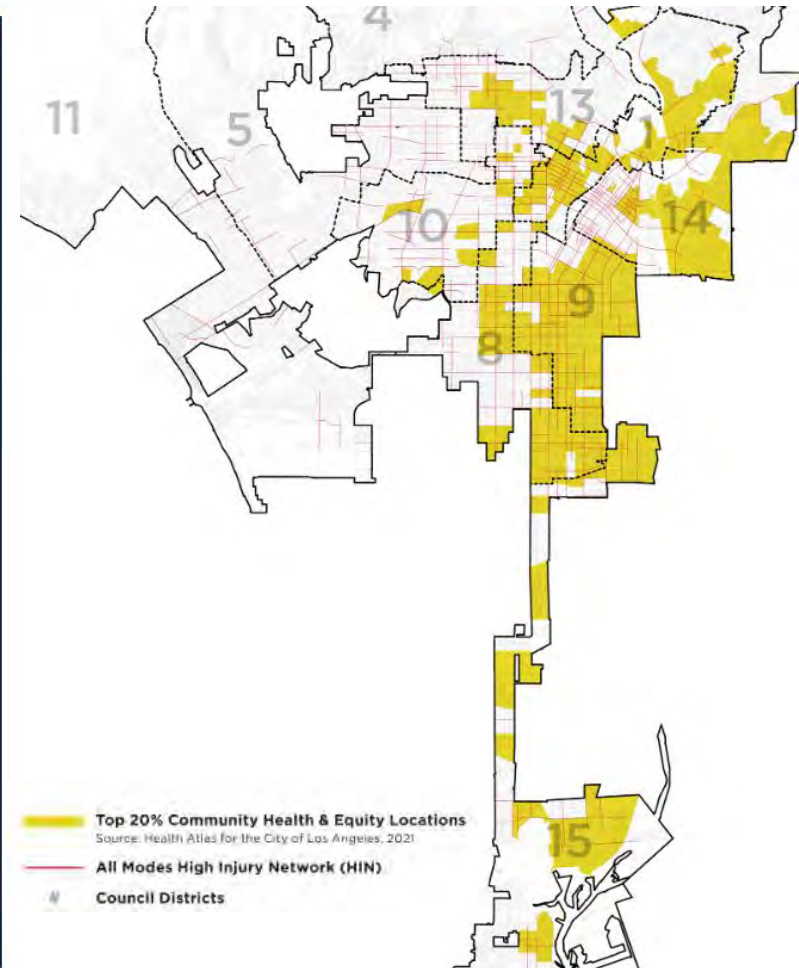 4
11
5
13
1
14
10
9
8
15
Top 20% Community Health & Equity Locations
Source: Health Atlas for the City of Los Angeles, 2021
All Modes High Injury Network (HIN)
# Council Districts